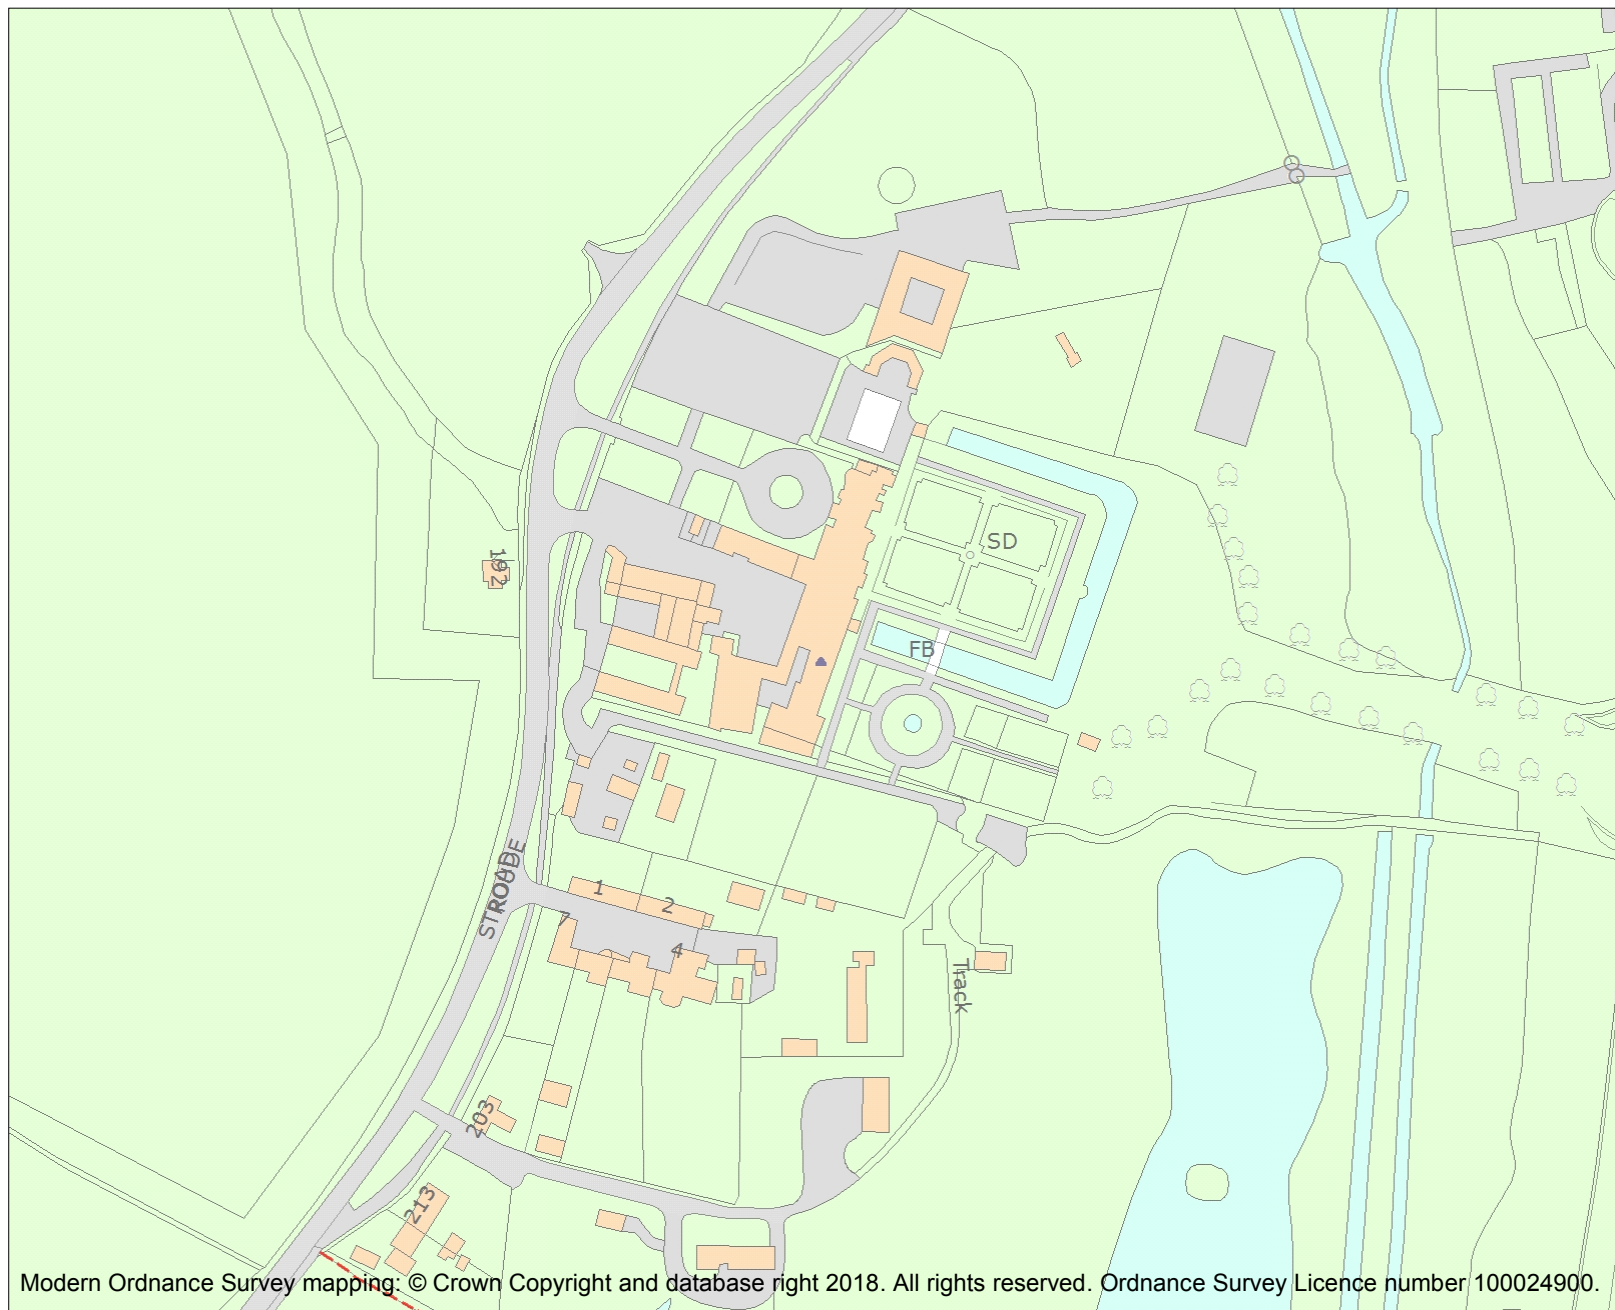 SD
192
FB
STROUDE
ROAD
1
2
7
4
Track
203
213
Modern Ordnance Survey mapping: © Crown Copyright and database right 2018. All rights reserved. Ordnance Survey Licence number 100024900.